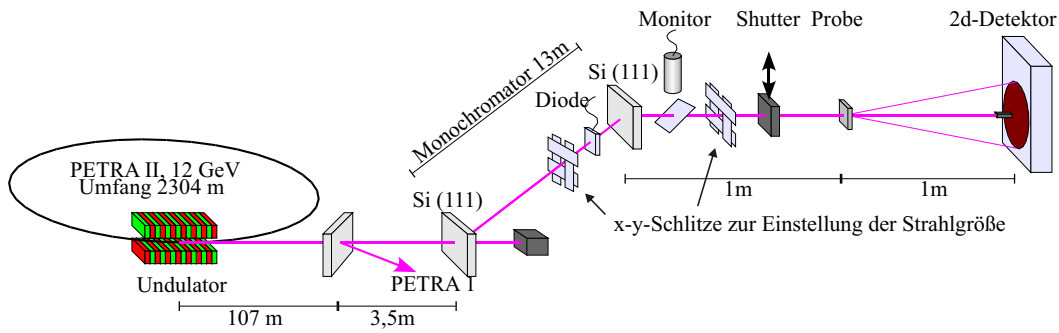 Monitor
Shutter Probe
2d-Detektor
Si (111)
Monochromator 13m
Diode
PETRA II, 12 GeV
Umfang 2304 m
Si (111)
1m
1m
x-y-Schlitze zur Einstellung der Strahlgröße
Undulator
PETRA I
107 m
3,5m